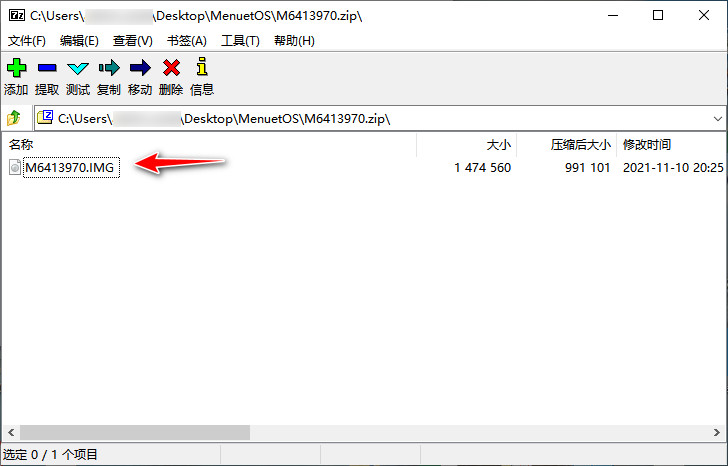 7z C:\Users\ \Desktop\MenuetOS\M6413970.zip\
文件(F) 编辑(E) 查看(V) 书签(A) 工具(T) 帮助(H)
添加 提取 测试 复制 移动 删除 信息
C:\Users\ \Desktop\MenuetOS\M6413970.zip\
名称 大小 压缩后大小 修改时间
M6413970.IMG 1 474 560 991 101 2021-11-10 20:25
选定 0 / 1 个项目